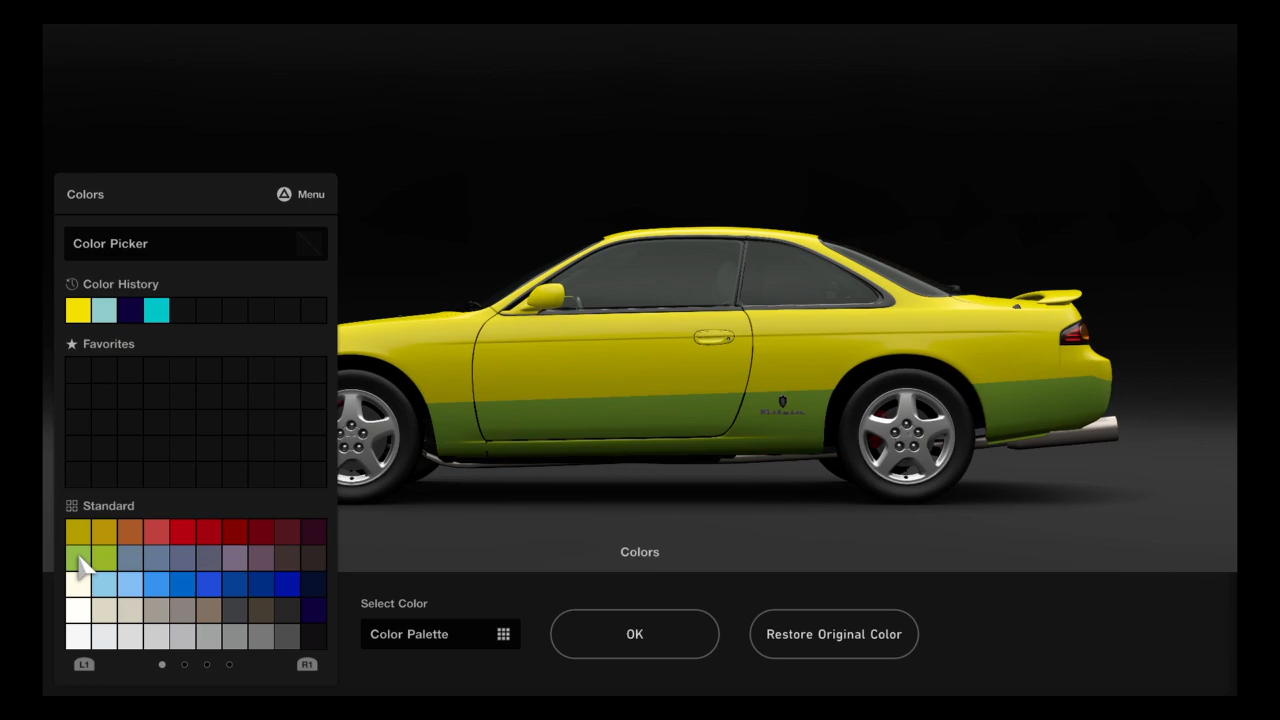 Colors
Menu
Color Picker
Color History
Favorites
Standard
L1
R1
Colors
Select Color
Color Palette
OK
Restore Original Color